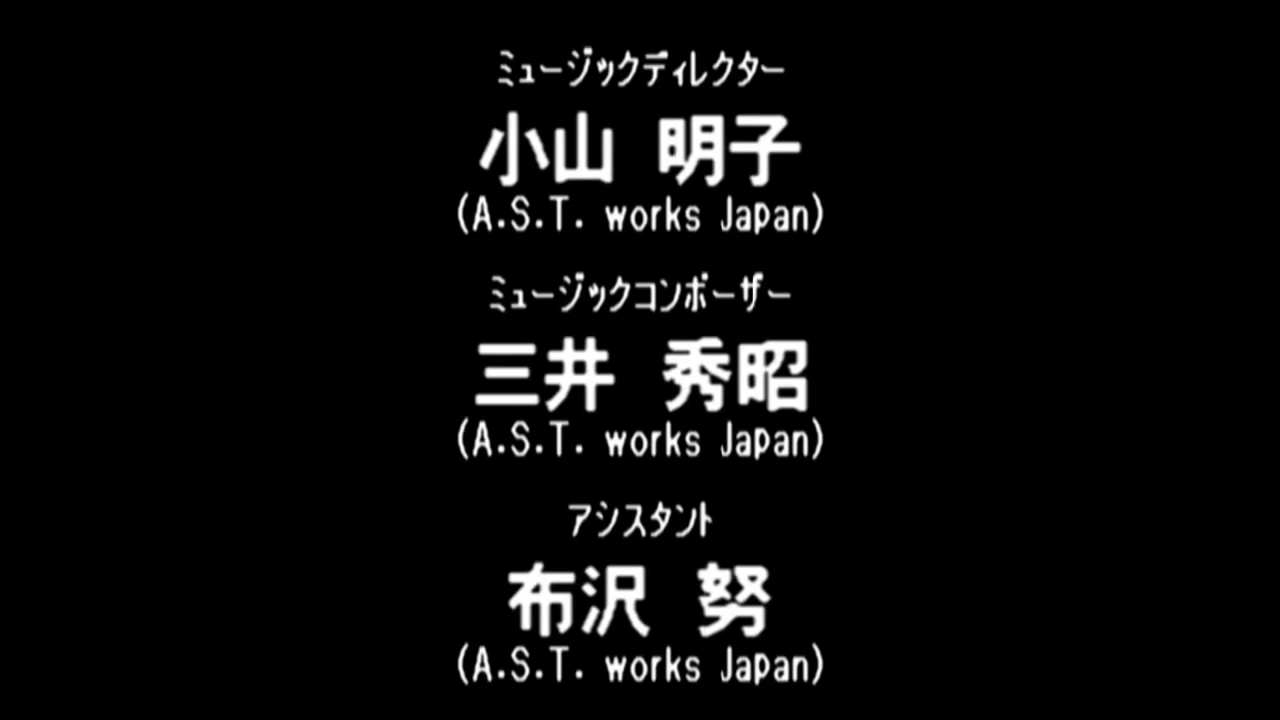 ミュージックディレクター
小山 明子
(A.S.T. works Japan)
ミュージックコンポーザー
三井 秀昭
(A.S.T. works Japan)
アシスタント
布沢 努
(A.S.T. works Japan)